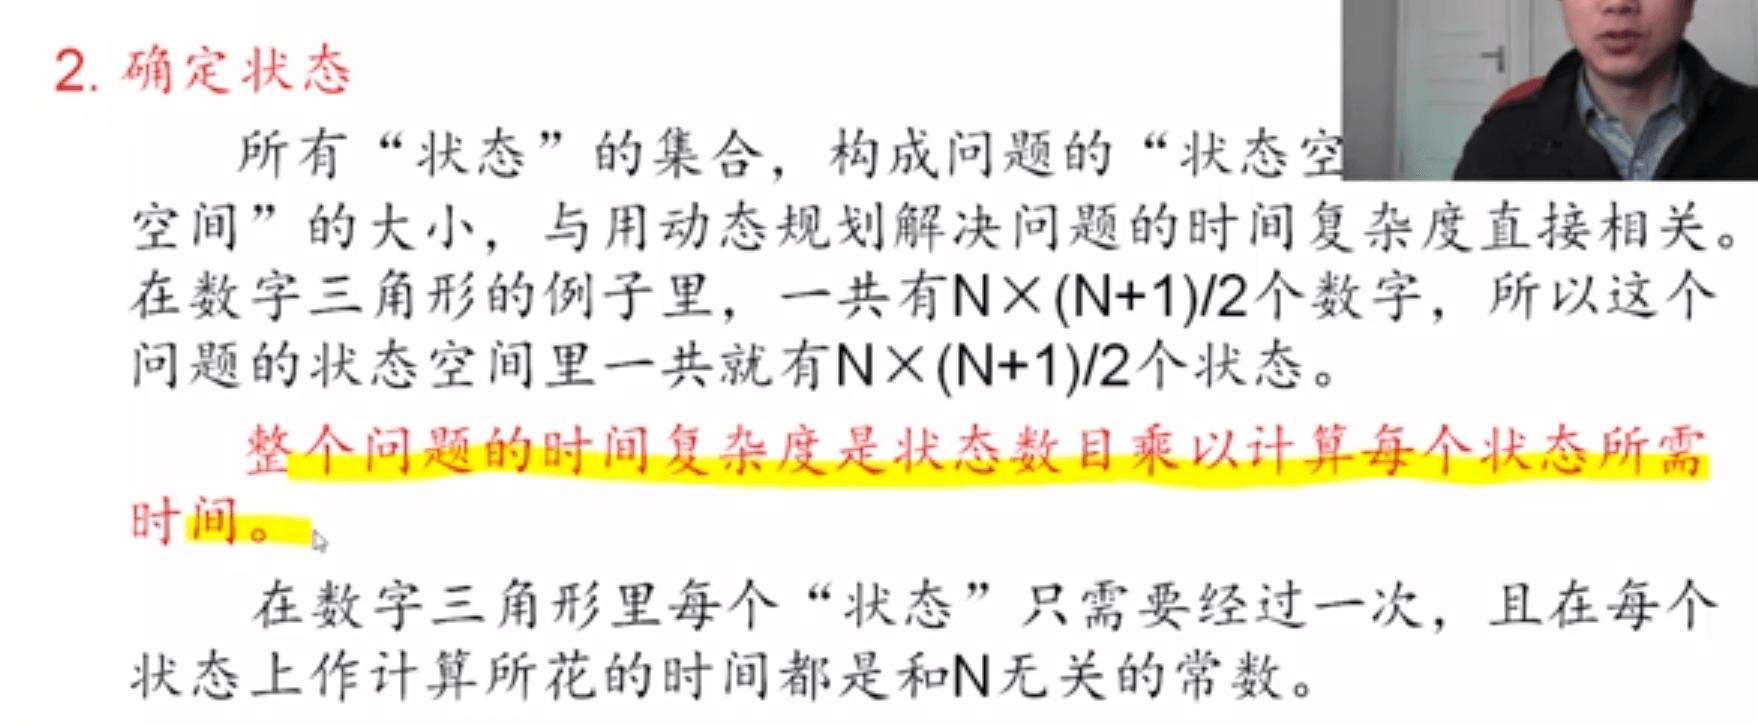 2. 确定状态
所有“状态”的集合，构成问题的“状态空
空间”的大小，与用动态规划解决问题的时间复杂度直接相关。
在数字三角形的例子里，一共有N×(N+1)/2个数字，所以这个
问题的状态空间里一共就有N×(N+1)/2个状态。
整个问题的时间复杂度是状态数目乘以计算每个状态所需
时间。
在数字三角形里每个“状态”只需要经过一次，且在每个
状态上作计算所花的时间都是和N无关的常数。